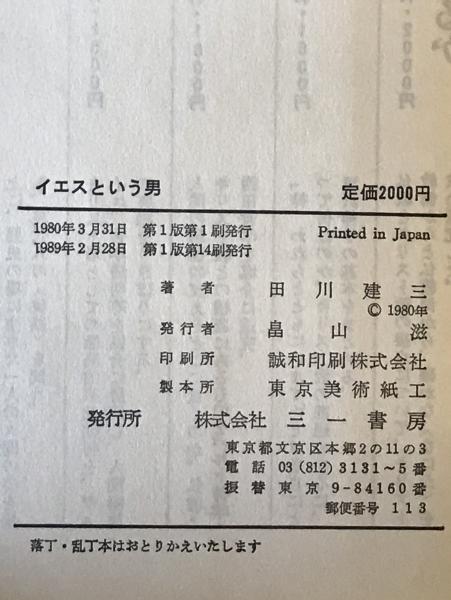 イエスという男 定価2000円
1980年3月31日 第1版第1刷発行
1989年2月28日 第1版第14刷発行 Printed in Japan
著者 田川建三
© 1980年
発行者 畠山滋
印刷所 誠和印刷株式会社
製本所 東京美術紙工
発行所 株式会社 三一書房
東京都文京区本郷2の11の3
電話 03(812)3131〜5番
振替東京 9-84160番
郵便番号 113
落丁・乱丁本はおとりかえいたします